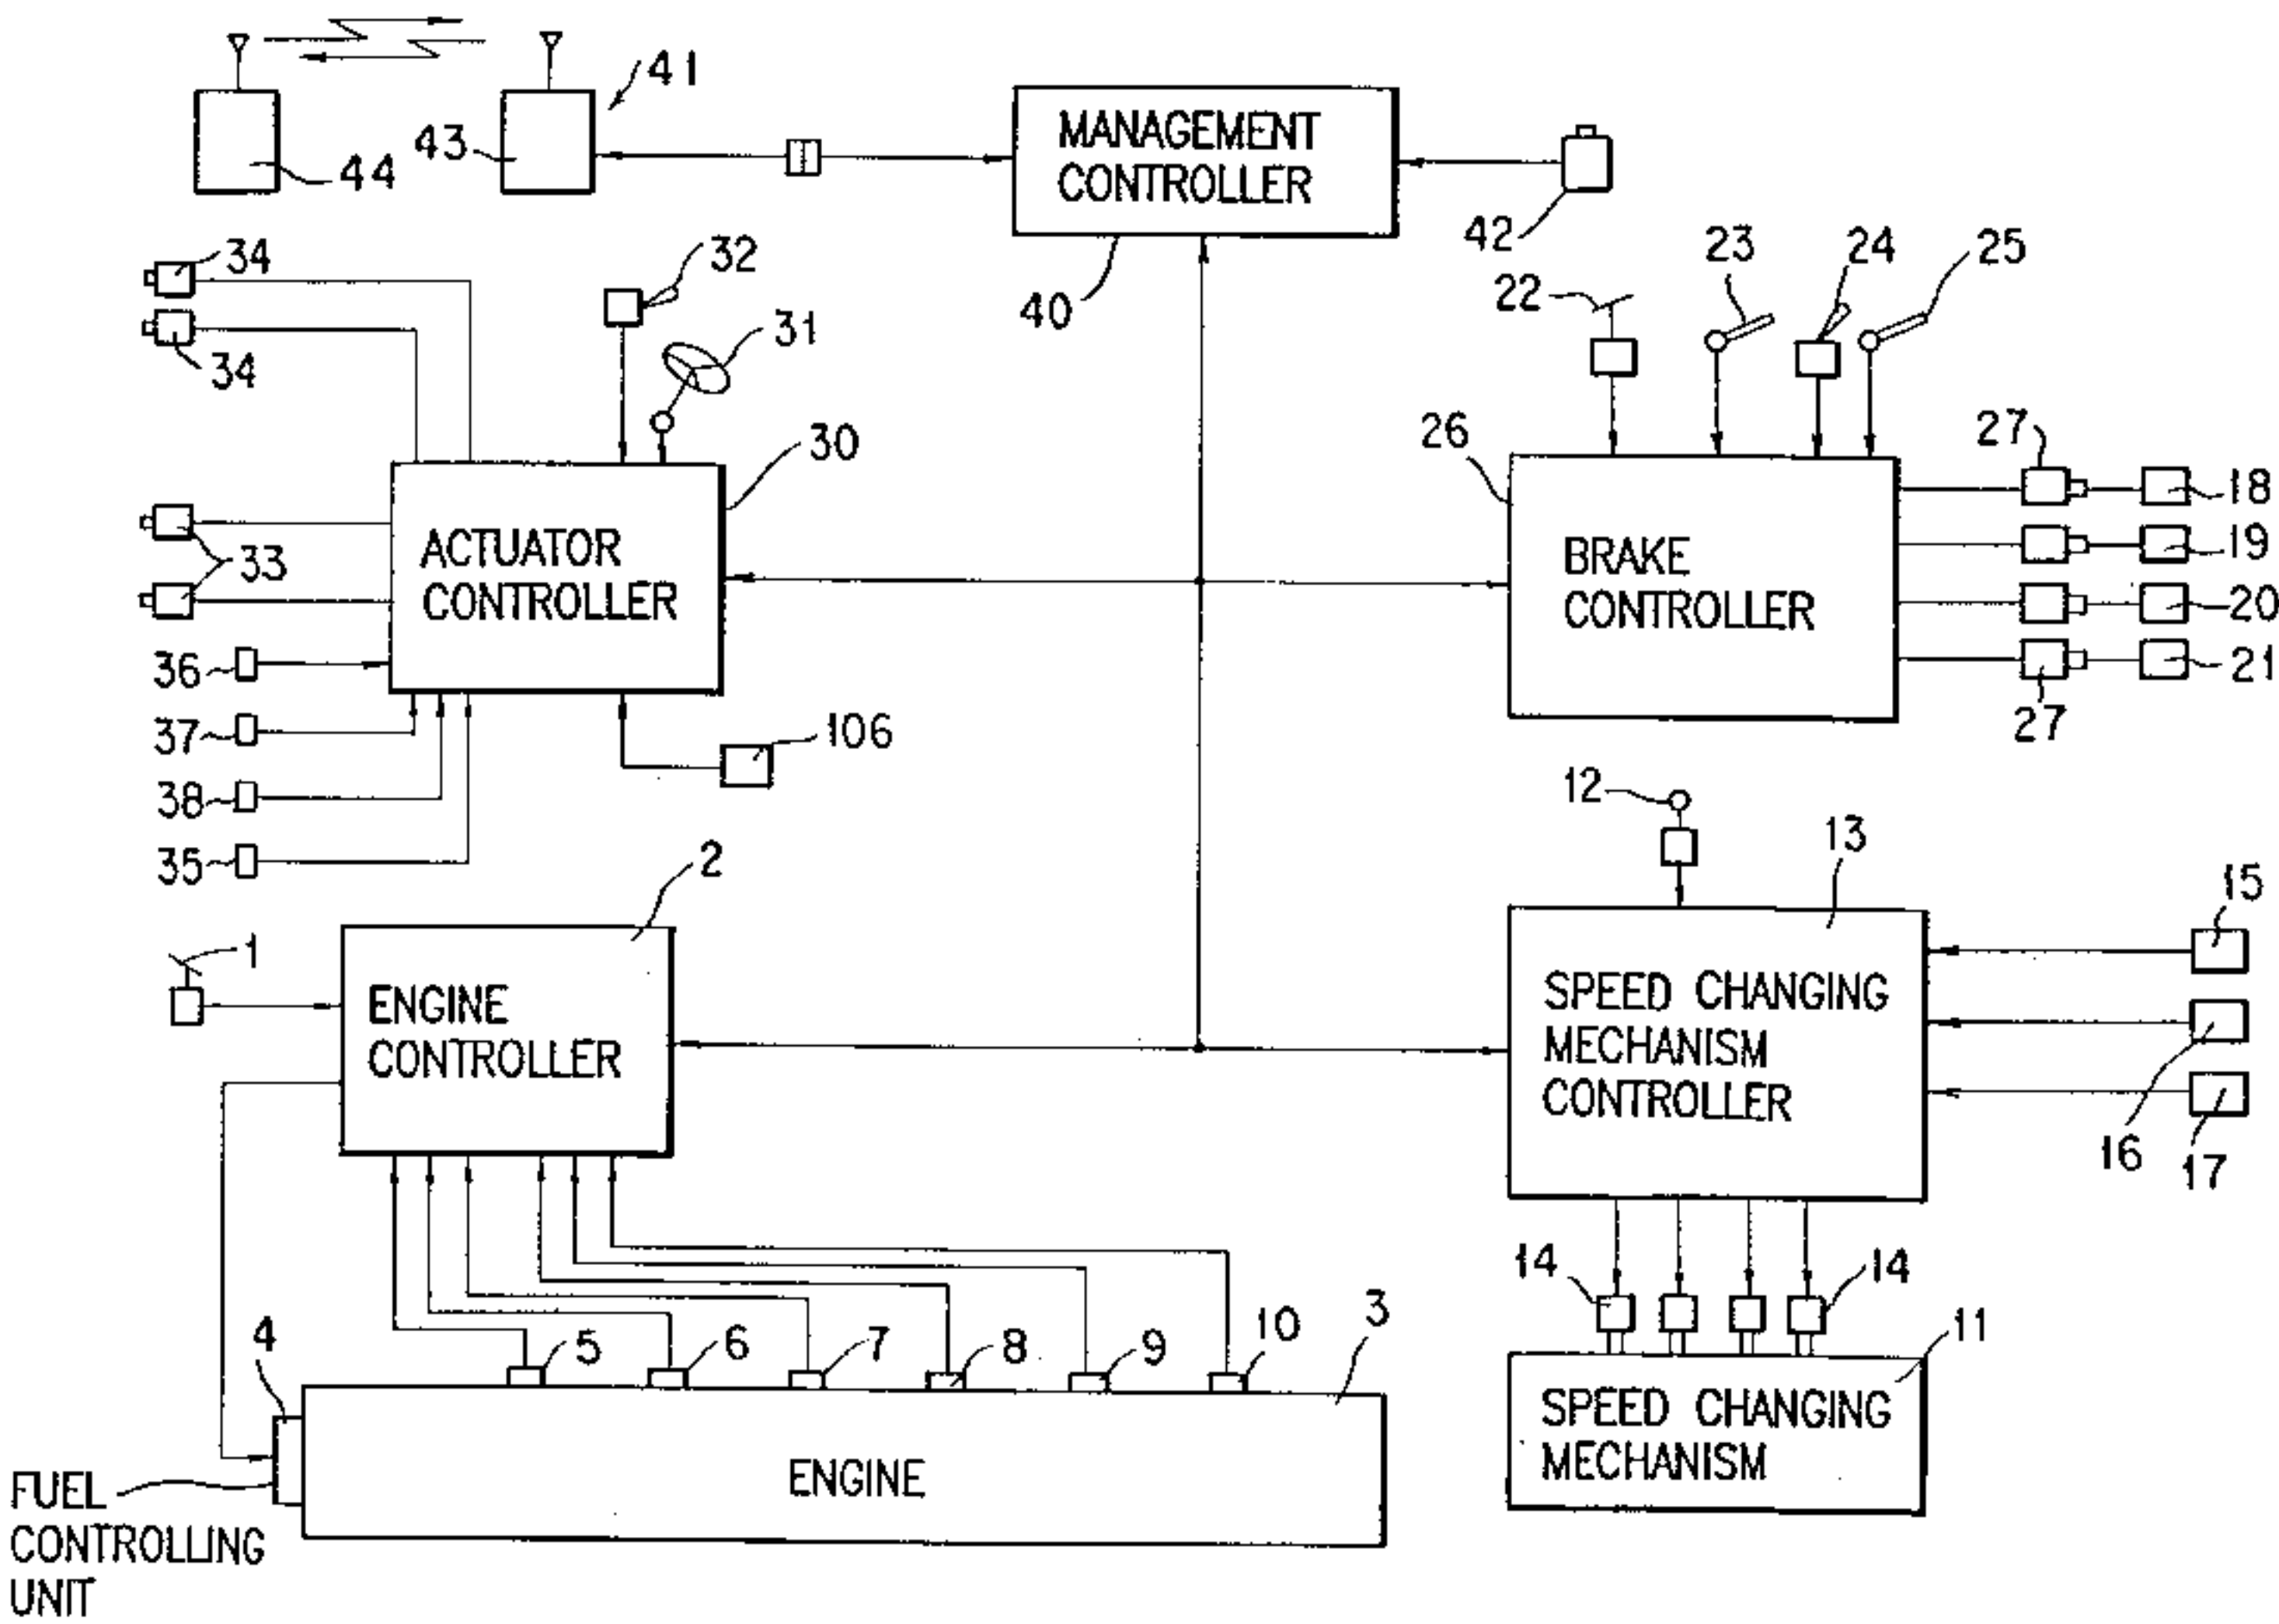 41
43
44
MANAGEMENT
CONTROLLER
42
40
34
34
32
31
30
22
23
24
25
26
27
18
19
20
21
27
ACTUATOR
CONTROLLER
33
36
37
38
35
106
BRAKE
CONTROLLER
12
13
15
16
17
2
1
ENGINE
CONTROLLER
SPEED CHANGING
MECHANISM
CONTROLLER
14
14
11
SPEED CHANGING
MECHANISM
4
5
6
7
8
9
10
3
ENGINE
FUEL
CONTROLLING
UNIT